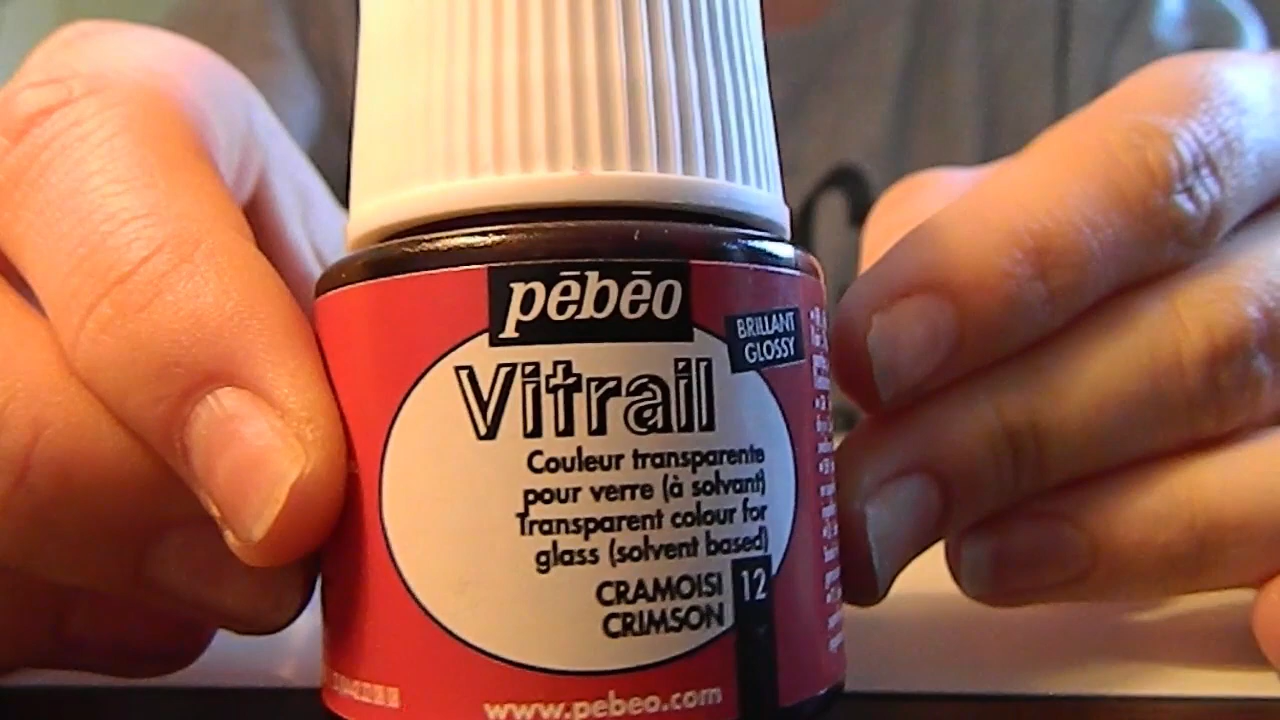 pēbēo
BRILLANT
GLOSSY
Vitrail
Couleur transparente
pour verre (à solvant)
Transparent colour for
glass (solvent based)
CRAMOISI 12
CRIMSON
www.pebeo.com